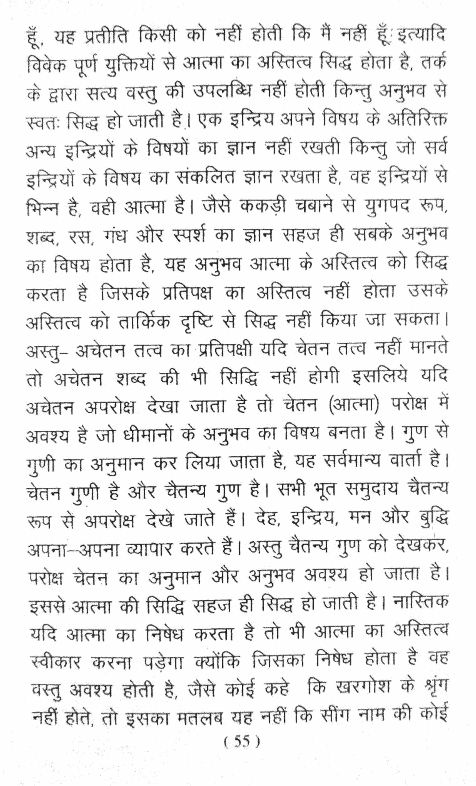 हूँ, यह प्रतीति किसी को नहीं होती कि मैं नहीं हूँ: इत्यादि
विवेक पूर्ण युक्तियों से आत्मा का अस्तित्व सिद्ध होता है, तर्क
के द्वारा सत्य वस्तु की उपलब्धि नहीं होती किन्तु अनुभव से
स्वतः सिद्ध हो जाती है। एक इन्द्रिय अपने विषय के अतिरिक्त
अन्य इन्द्रियों के विषयों का ज्ञान नहीं रखती किन्तु जो सर्व
इन्द्रियों के विषय का संकलित ज्ञान रखता है, वह इन्द्रियों से
भिन्न है, वही आत्मा है। जैसे ककड़ी चबाने से युगपद रूप,
शब्द, रस, गंध और स्पर्श का ज्ञान सहज ही सबके अनुभव
का विषय होता है, यह अनुभव आत्मा के अस्तित्व को सिद्ध
करता है जिसके प्रतिपक्ष का अस्तित्व नहीं होता उसके
अस्तित्व को तार्किक दृष्टि से सिद्ध नहीं किया जा सकता।
अस्तु– अचेतन तत्व का प्रतिपक्षी यदि चेतन तत्व नहीं मानते
तो अचेतन शब्द की भी सिद्धि नहीं होगी इसलिये यदि
अचेतन अपरोक्ष देखा जाता है तो चेतन (आत्मा) परोक्ष में
अवश्य है जो धीमानों के अनुभव का विषय बनता है। गुण से
गुणी का अनुमान कर लिया जाता है, यह सर्वमान्य वार्ता है।
चेतन गुणी है और चैतन्य गुण है। सभी भूत समुदाय चैतन्य
रूप से अपरोक्ष देखे जाते हैं। देह, इन्द्रिय, मन और बुद्धि
अपना–अपना व्यापार करते हैं। अस्तु चैतन्य गुण को देखकर,
परोक्ष चेतन का अनुमान और अनुभव अवश्य हो जाता है।
इससे आत्मा की सिद्धि सहज ही सिद्ध हो जाती है। नास्तिक
यदि आत्मा का निषेध करता है तो भी आत्मा का अस्तित्व
स्वीकार करना पड़ेगा क्योंकि जिसका निषेध होता है वह
वस्तु अवश्य होती है, जैसे कोई कहे कि खरगोश के श्रृंग
नहीं होते, तो इसका मतलब यह नहीं कि सींग नाम की कोई
( 55 )